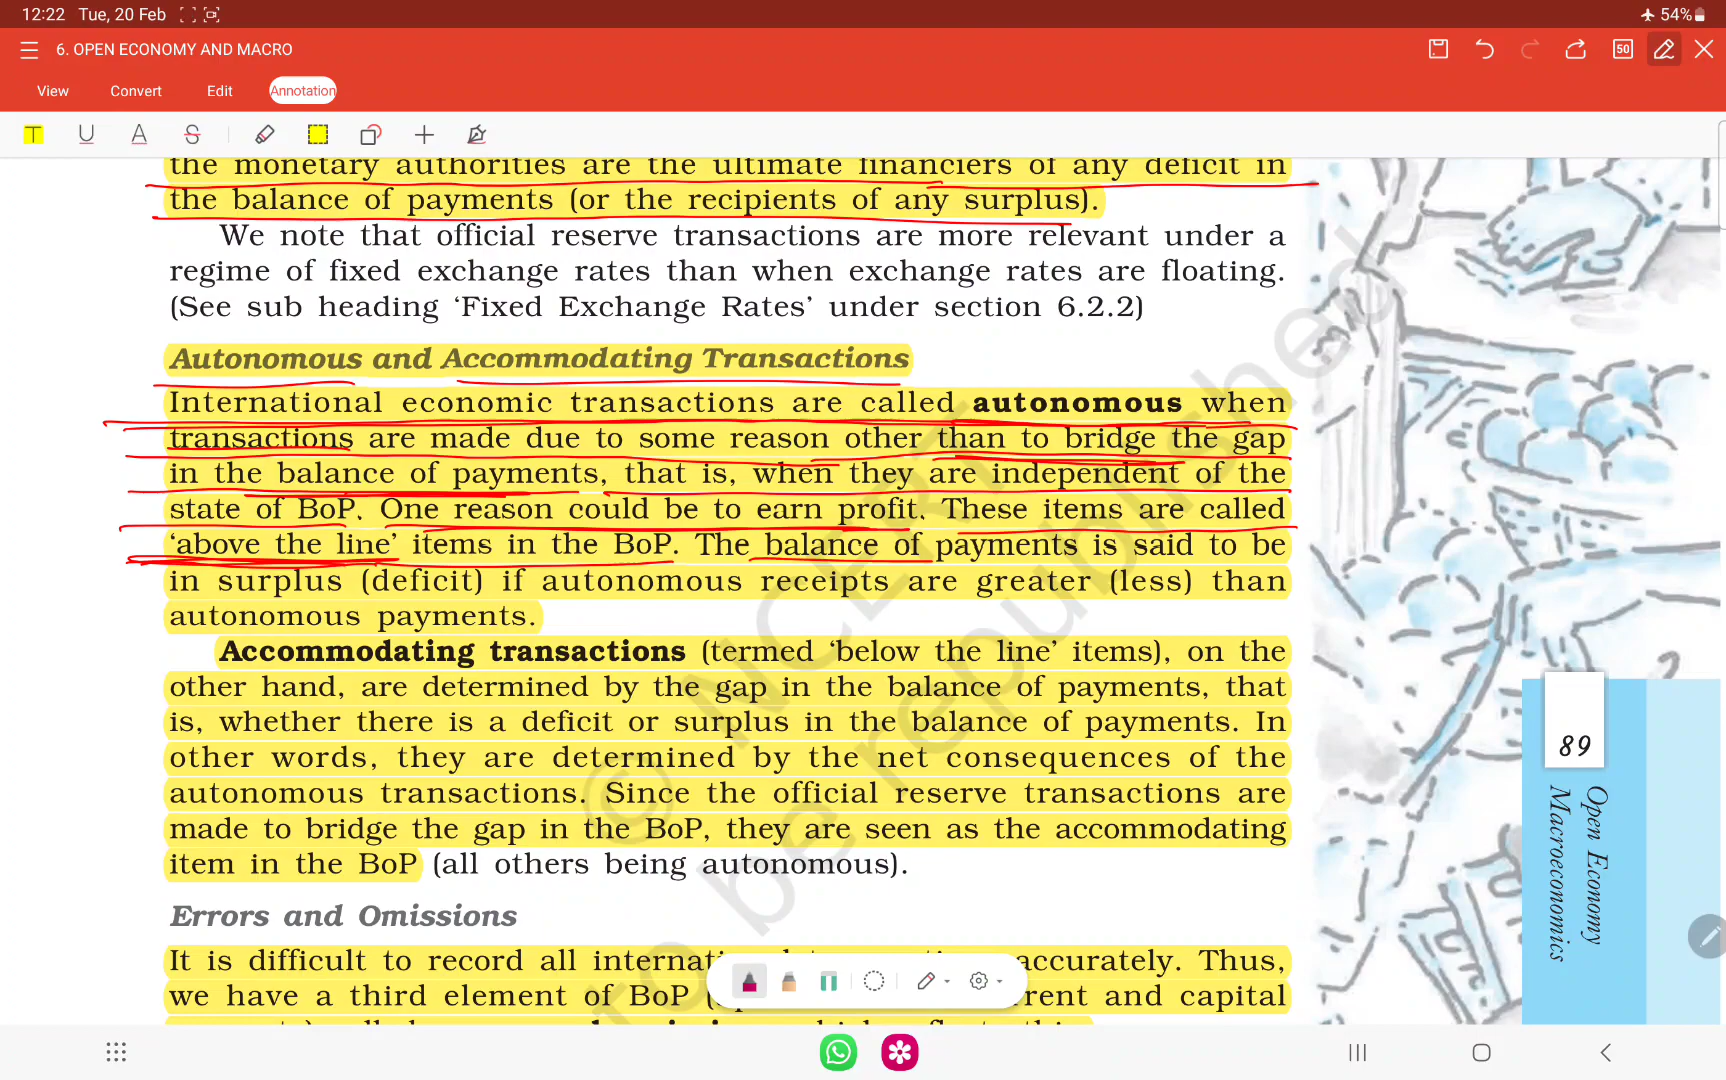 12:22 Tue, 20 Feb
54%
6. OPEN ECONOMY AND MACRO
50
View Convert Edit Annotation
T U A S
the monetary authorities are the ultimate financiers of any deficit in
the balance of payments (or the recipients of any surplus).
We note that official reserve transactions are more relevant under a
regime of fixed exchange rates than when exchange rates are floating.
(See sub heading ‘Fixed Exchange Rates’ under section 6.2.2)
Autonomous and Accommodating Transactions
International economic transactions are called autonomous when
transactions are made due to some reason other than to bridge the gap
in the balance of payments, that is, when they are independent of the
state of BoP. One reason could be to earn profit. These items are called
‘above the line’ items in the BoP. The balance of payments is said to be
in surplus (deficit) if autonomous receipts are greater (less) than
autonomous payments.
Accommodating transactions (termed ‘below the line’ items), on the
other hand, are determined by the gap in the balance of payments, that
is, whether there is a deficit or surplus in the balance of payments. In
other words, they are determined by the net consequences of the
autonomous transactions. Since the official reserve transactions are
made to bridge the gap in the BoP, they are seen as the accommodating
item in the BoP (all others being autonomous).
Errors and Omissions
It is difficult to record all accurately. Thus,
we have a third element of BoP and capital
© NCERT
to be republished
89
Open Economy
Macroeconomics